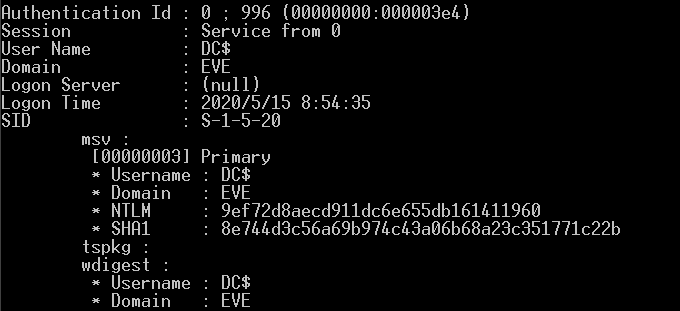 Authentication Id : 0 ; 996 (00000000:000003e4)
Session           : Service from 0
User Name         : DC$
Domain            : EVE
Logon Server      : (null)
Logon Time        : 2020/5/15 8:54:35
SID               : S-1-5-20
        msv :
         [00000003] Primary
         * Username : DC$
         * Domain   : EVE
         * NTLM     : 9ef72d8aecd911dc6e655db161411960
         * SHA1     : 8e744d3c56a69b974c43a06b68a23c351771c22b
        tspkg :
        wdigest :
         * Username : DC$
         * Domain   : EVE